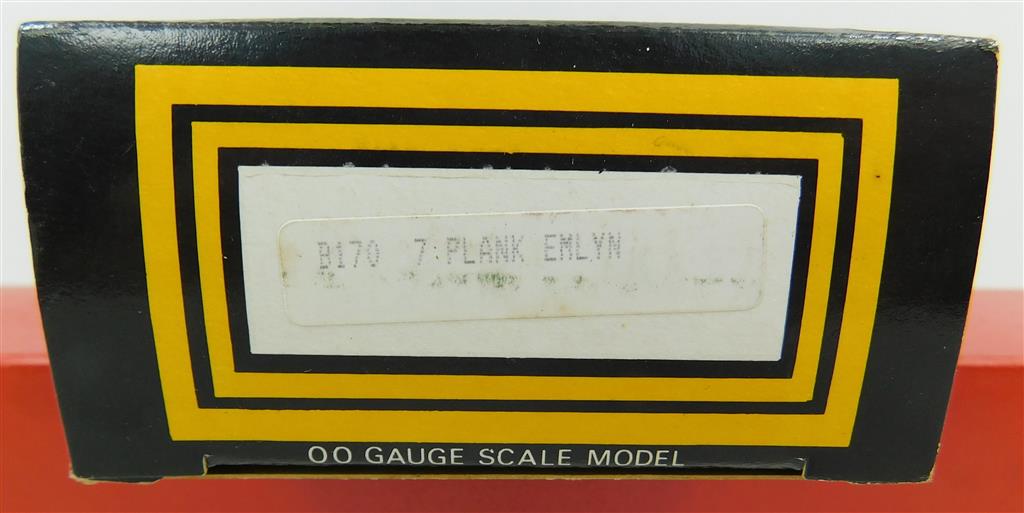 B170 7 PLANK EMLYN
OO GAUGE SCALE MODEL